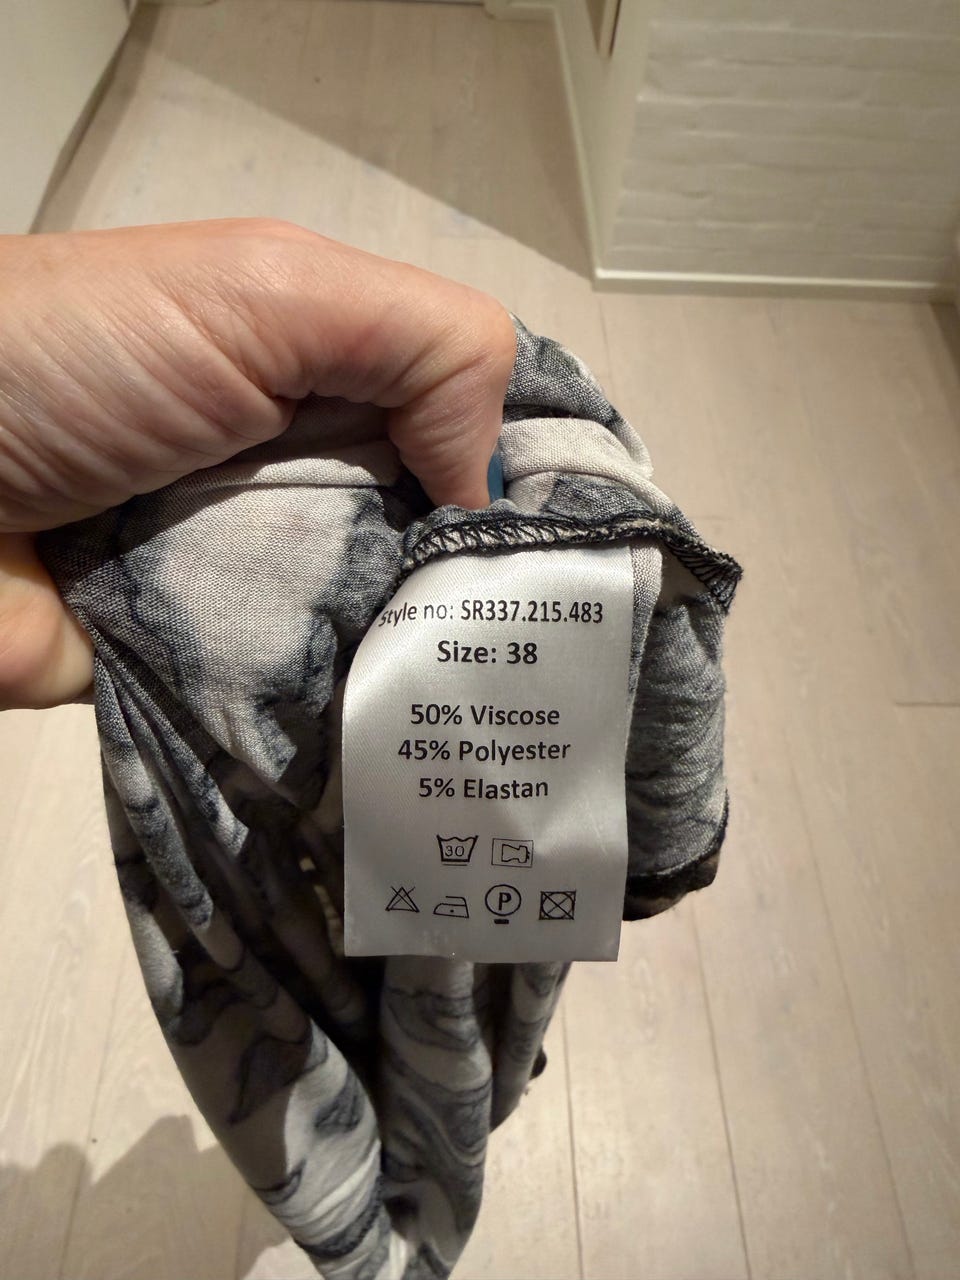 Style no: SR337.215.483
Size: 38
50% Viscose
45% Polyester
5% Elastan
30
P